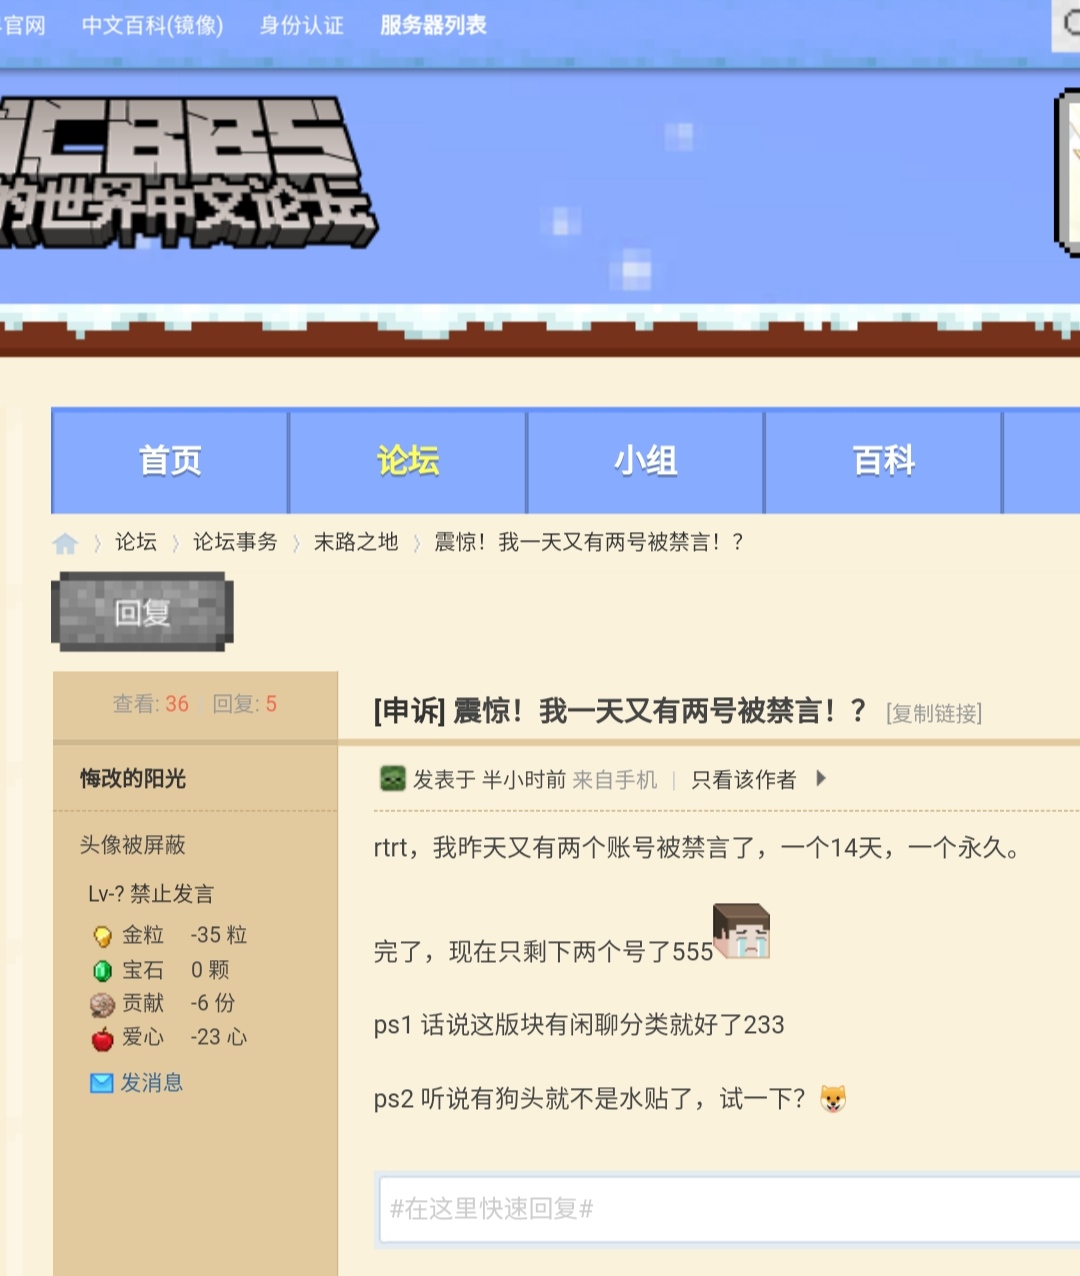 官网 中文百科(镜像) 身份认证 服务器列表
CBBS
的世界中文论坛
首页 论坛 小组 百科
论坛 〉 论坛事务 〉 末路之地 〉 震惊！我一天又有两号被禁言！？
回复
查看: 36 回复: 5
[申诉] 震惊！我一天又有两号被禁言！？ [复制链接]
悔改的阳光
发表于 半小时前 来自手机 | 只看该作者
头像被屏蔽
Lv-? 禁止发言
金粒 -35 粒
宝石 0 颗
贡献 -6 份
爱心 -23 心
发消息
rtrt，我昨天又有两个账号被禁言了，一个14天，一个永久。
完了，现在只剩下两个号了555
ps1 话说这版块有闲聊分类就好了233
ps2 听说有狗头就不是水贴了，试一下？
#在这里快速回复#